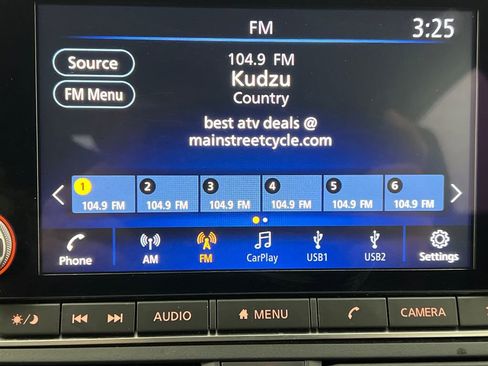 FM
3:25
Source
104.9 FM
Kudzu
FM Menu
Country
best atv deals @
mainstreetcycle.com
1 2 3 4 5 6
104.9 FM 104.9 FM 104.9 FM 104.9 FM 104.9 FM 104.9 FM
Phone AM FM CarPlay USB1 USB2 Settings
AUDIO MENU CAMERA